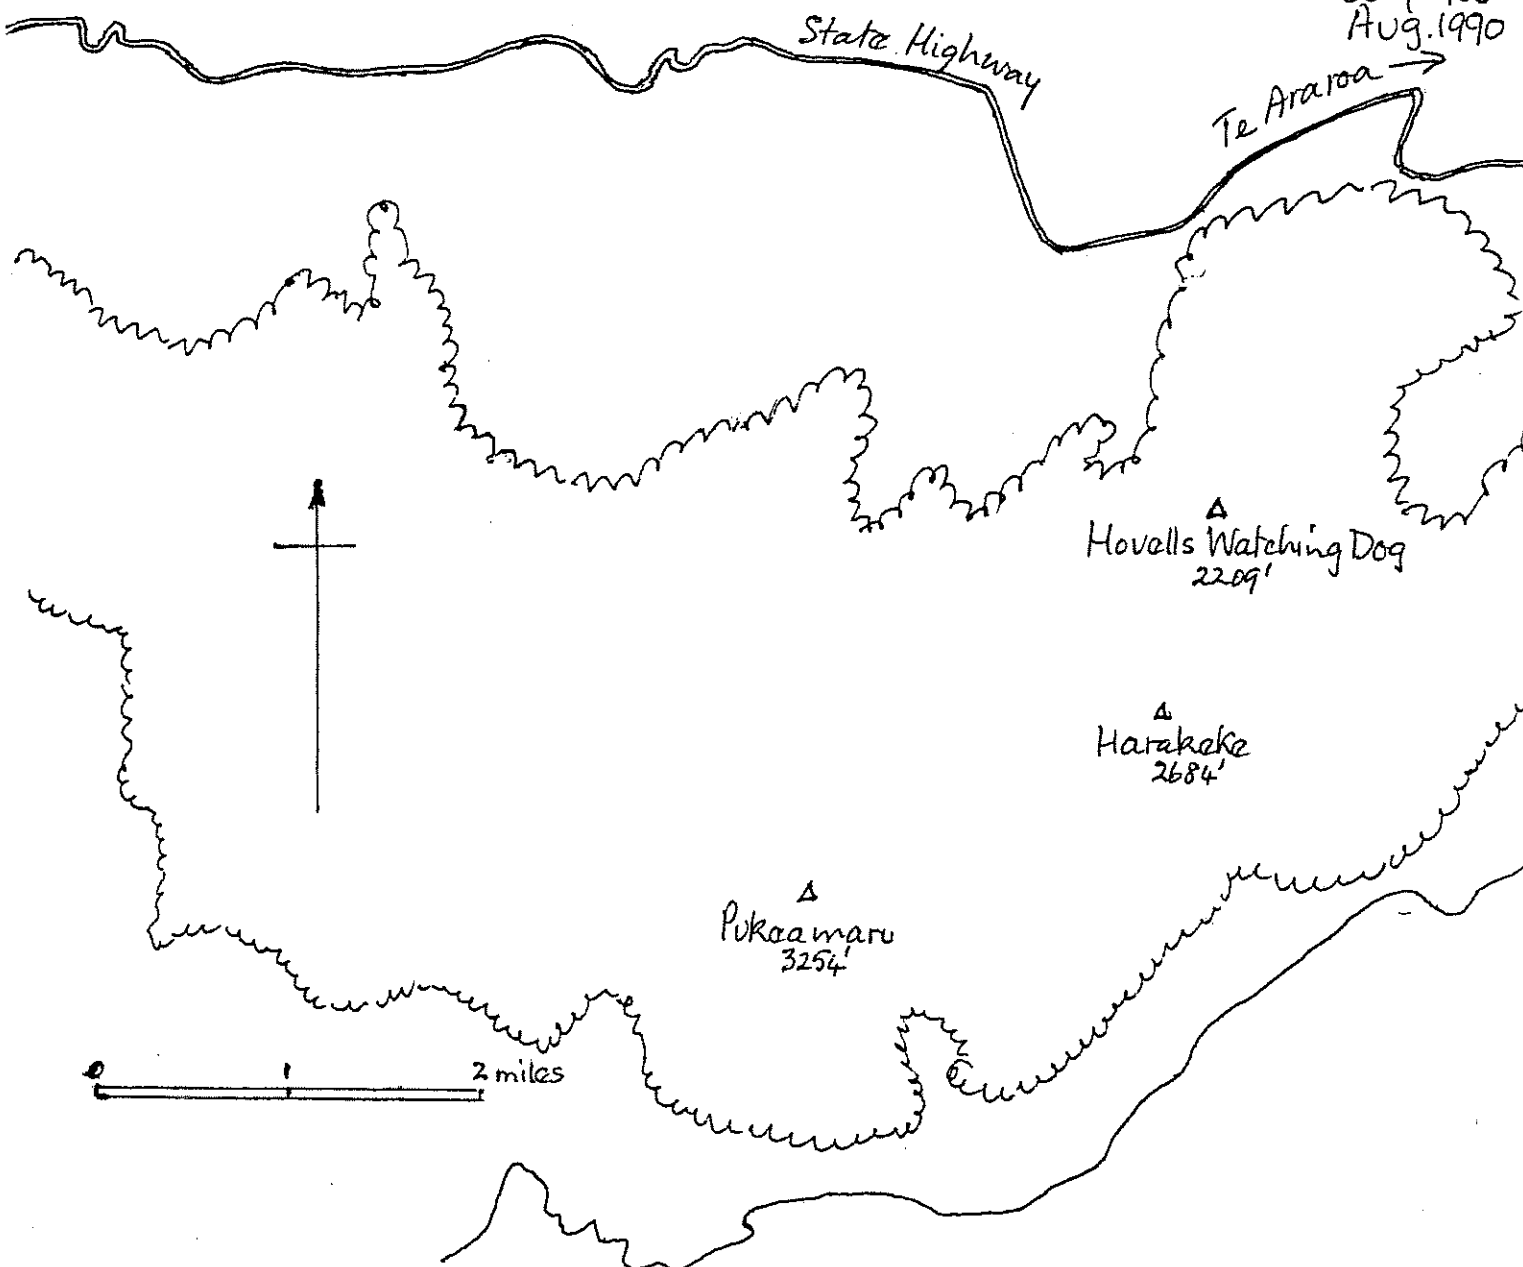 Aug. 1990
State Highway
Te Araroa →
Hovells Watching Dog
2209'
Harakeke
2684'
Pukeamaru
3254'
0 1 2 miles